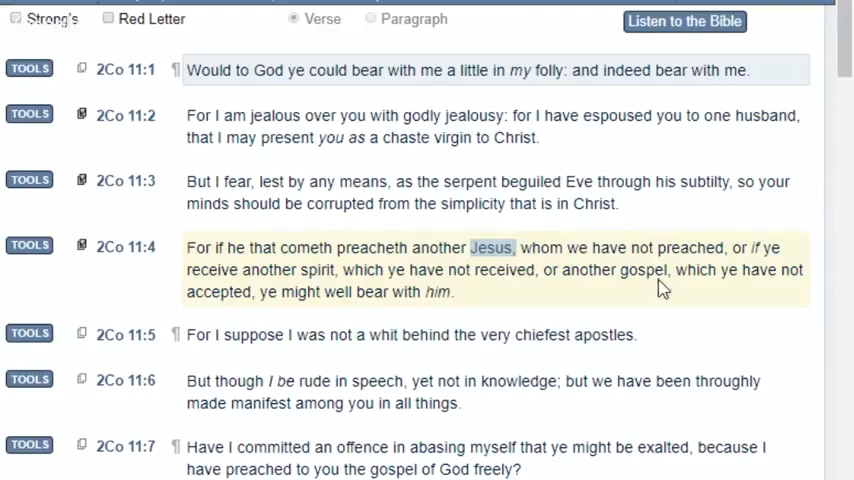 Strong's Red Letter Verse Paragraph Listen to the Bible
TOOLS 2Co 11:1 ¶ Would to God ye could bear with me a little in my folly: and indeed bear with me.
TOOLS 2Co 11:2 For I am jealous over you with godly jealousy: for I have espoused you to one husband,
that I may present you as a chaste virgin to Christ.
TOOLS 2Co 11:3 But I fear, lest by any means, as the serpent beguiled Eve through his subtilty, so your
minds should be corrupted from the simplicity that is in Christ.
TOOLS 2Co 11:4 For if he that cometh preacheth another Jesus, whom we have not preached, or if ye
receive another spirit, which ye have not received, or another gospel, which ye have not
accepted, ye might well bear with him.
TOOLS 2Co 11:5 ¶ For I suppose I was not a whit behind the very chiefest apostles.
TOOLS 2Co 11:6 But though I be rude in speech, yet not in knowledge; but we have been throughly
made manifest among you in all things.
TOOLS 2Co 11:7 ¶ Have I committed an offence in abasing myself that ye might be exalted, because I
have preached to you the gospel of God freely?